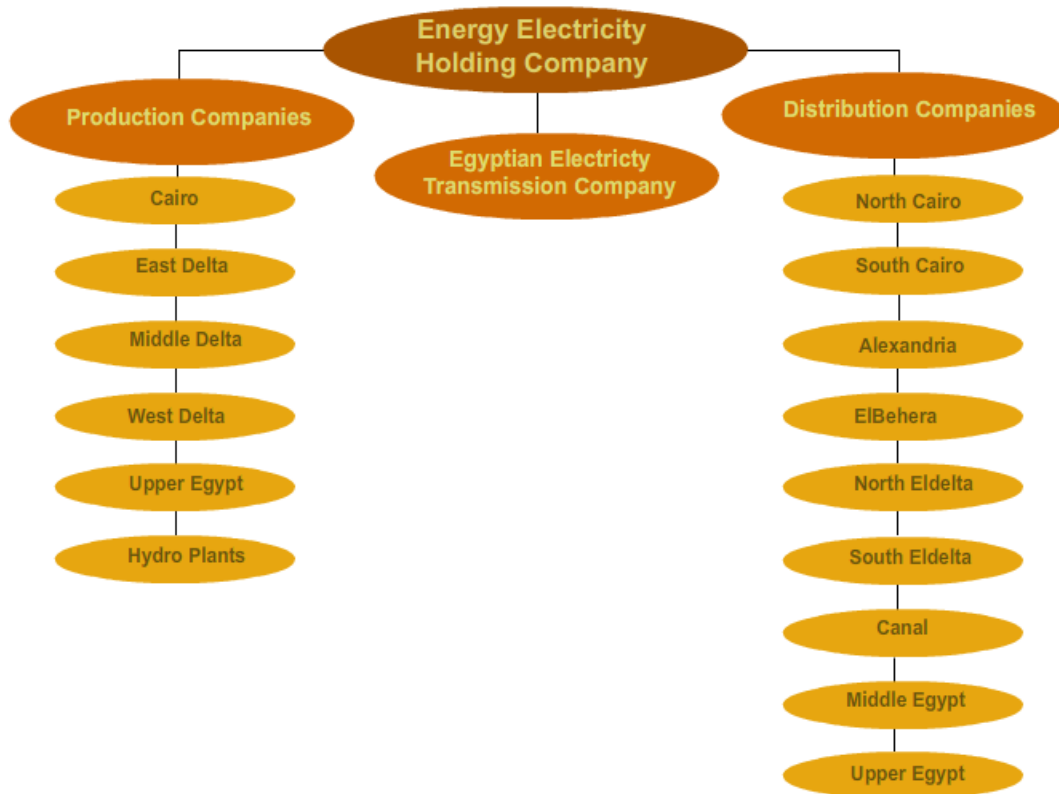 Energy Electricity
Holding Company
Production Companies
Egyptian Electricty
Transmission Company
Distribution Companies
Cairo
East Delta
Middle Delta
West Delta
Upper Egypt
Hydro Plants
North Cairo
South Cairo
Alexandria
ElBehera
North Eldelta
South Eldelta
Canal
Middle Egypt
Upper Egypt